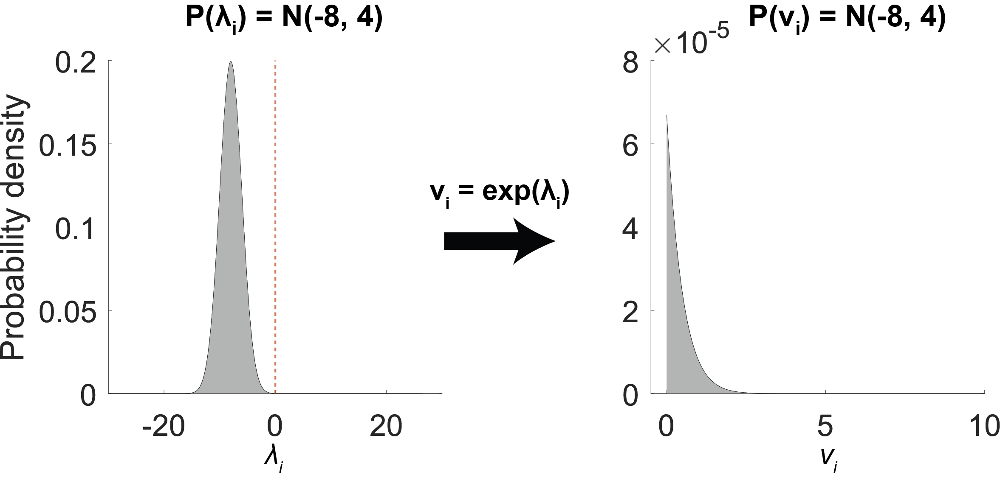 P(λi) = N(-8, 4)
Probability density
0.2
0.15
0.1
0.05
0
-20 0 20
λi
vi = exp(λi)
P(vi) = N(-8, 4)
×10-5
8
6
4
2
0
0 5 10
vi